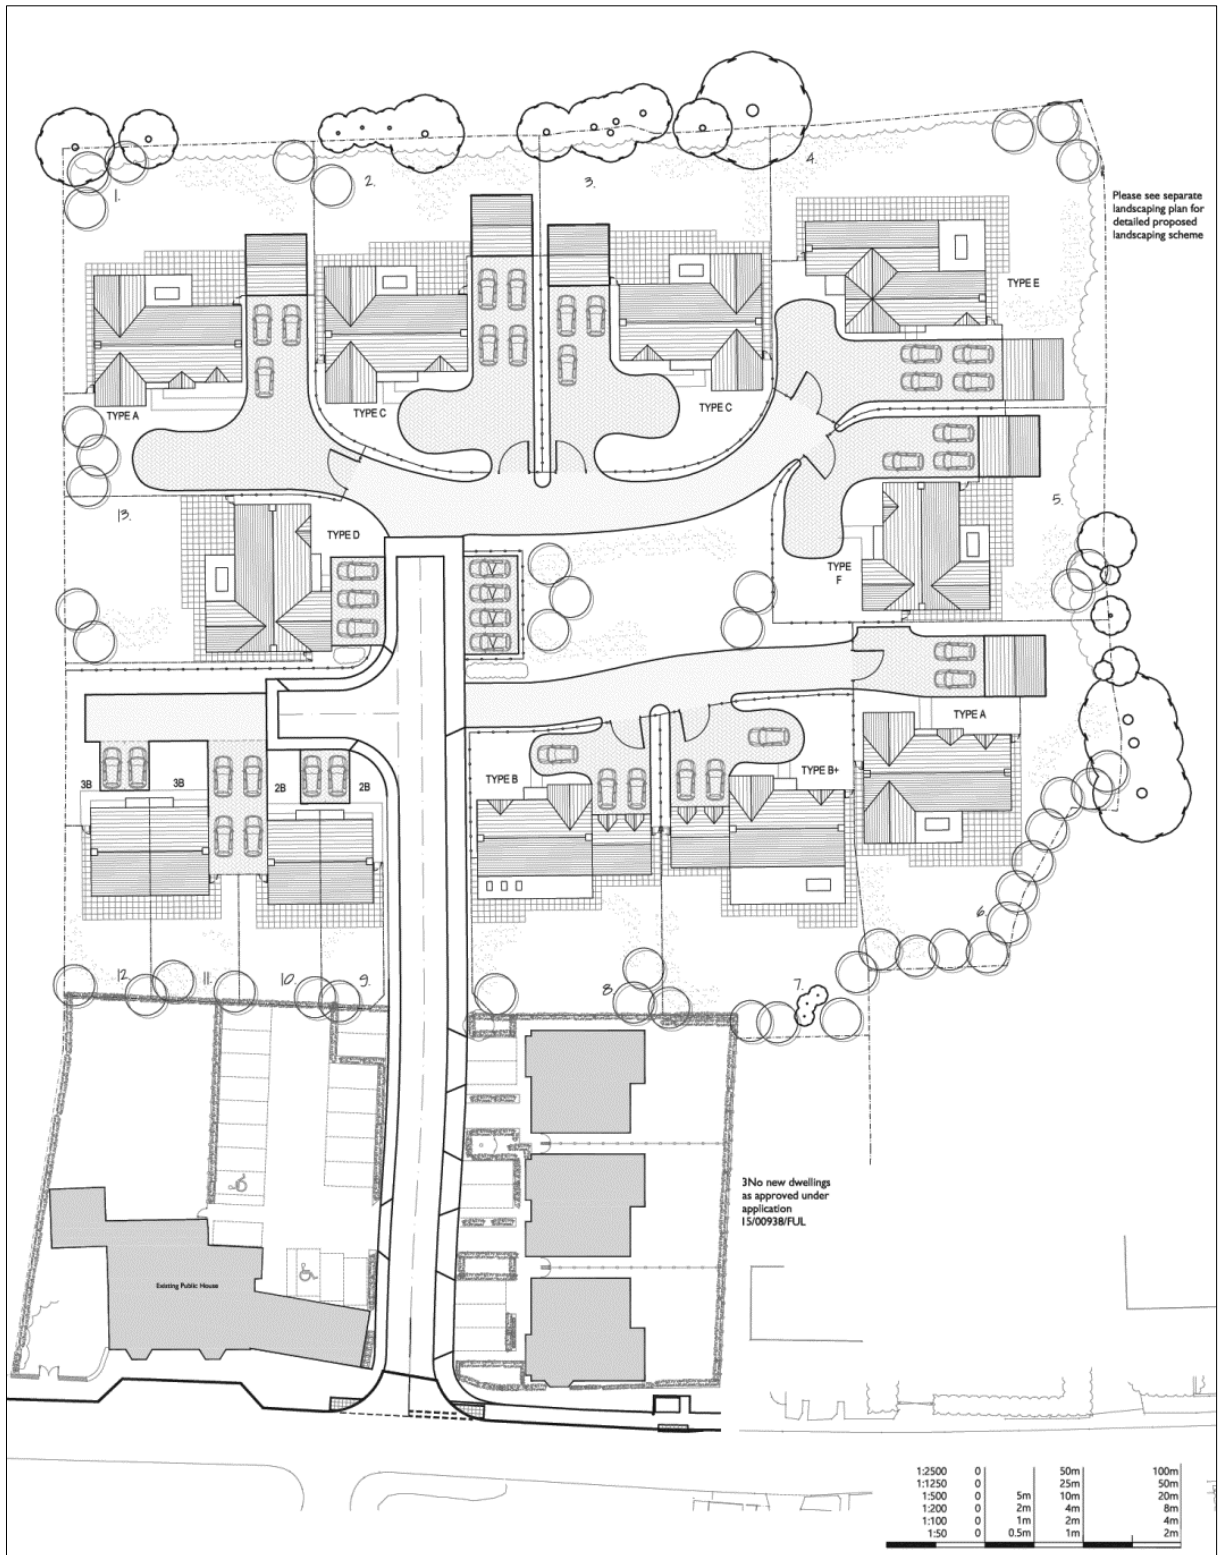 1.
2.
3.
4.
Please see separate
landscaping plan for
detailed proposed
landscaping scheme
TYPE E
TYPE A
TYPE C
TYPE C
13.
TYPE D
5.
TYPE
F
V
V
V
V
TYPE A
3B
3B
2B
2B
TYPE B
TYPE B+
6.
12.
11.
10.
9.
8.
7.
3No new dwellings
as approved under
application
15/00938/FUL
Existing Public House
1:2500 0 50m 100m
1:1250 0 25m 50m
1:500 0 5m 10m 20m
1:200 0 2m 4m 8m
1:100 0 1m 2m 4m
1:50 0 0.5m 1m 2m